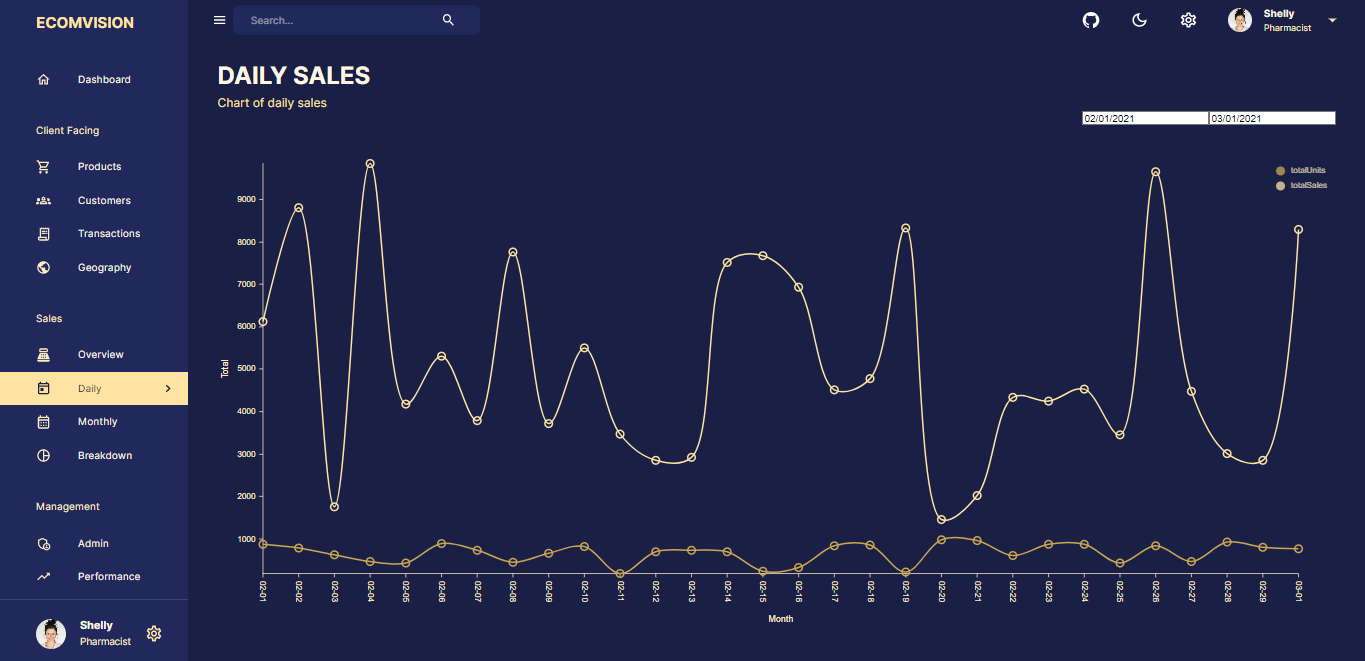 ECOMVISION
Search...
Shelly
Pharmacist
Dashboard
Client Facing
Products
Customers
Transactions
Geography
Sales
Overview
Daily
Monthly
Breakdown
Management
Admin
Performance
Shelly
Pharmacist
DAILY SALES
Chart of daily sales
02/01/2021
03/01/2021
totalUnits
totalSales
Total
9000
8000
7000
6000
5000
4000
3000
2000
1000
02-01
02-02
02-03
02-04
02-05
02-06
02-07
02-08
02-09
02-10
02-11
02-12
02-13
02-14
02-15
02-16
02-17
02-18
02-19
02-20
02-21
02-22
02-23
02-24
02-25
02-26
02-27
02-28
02-29
03-01
Month